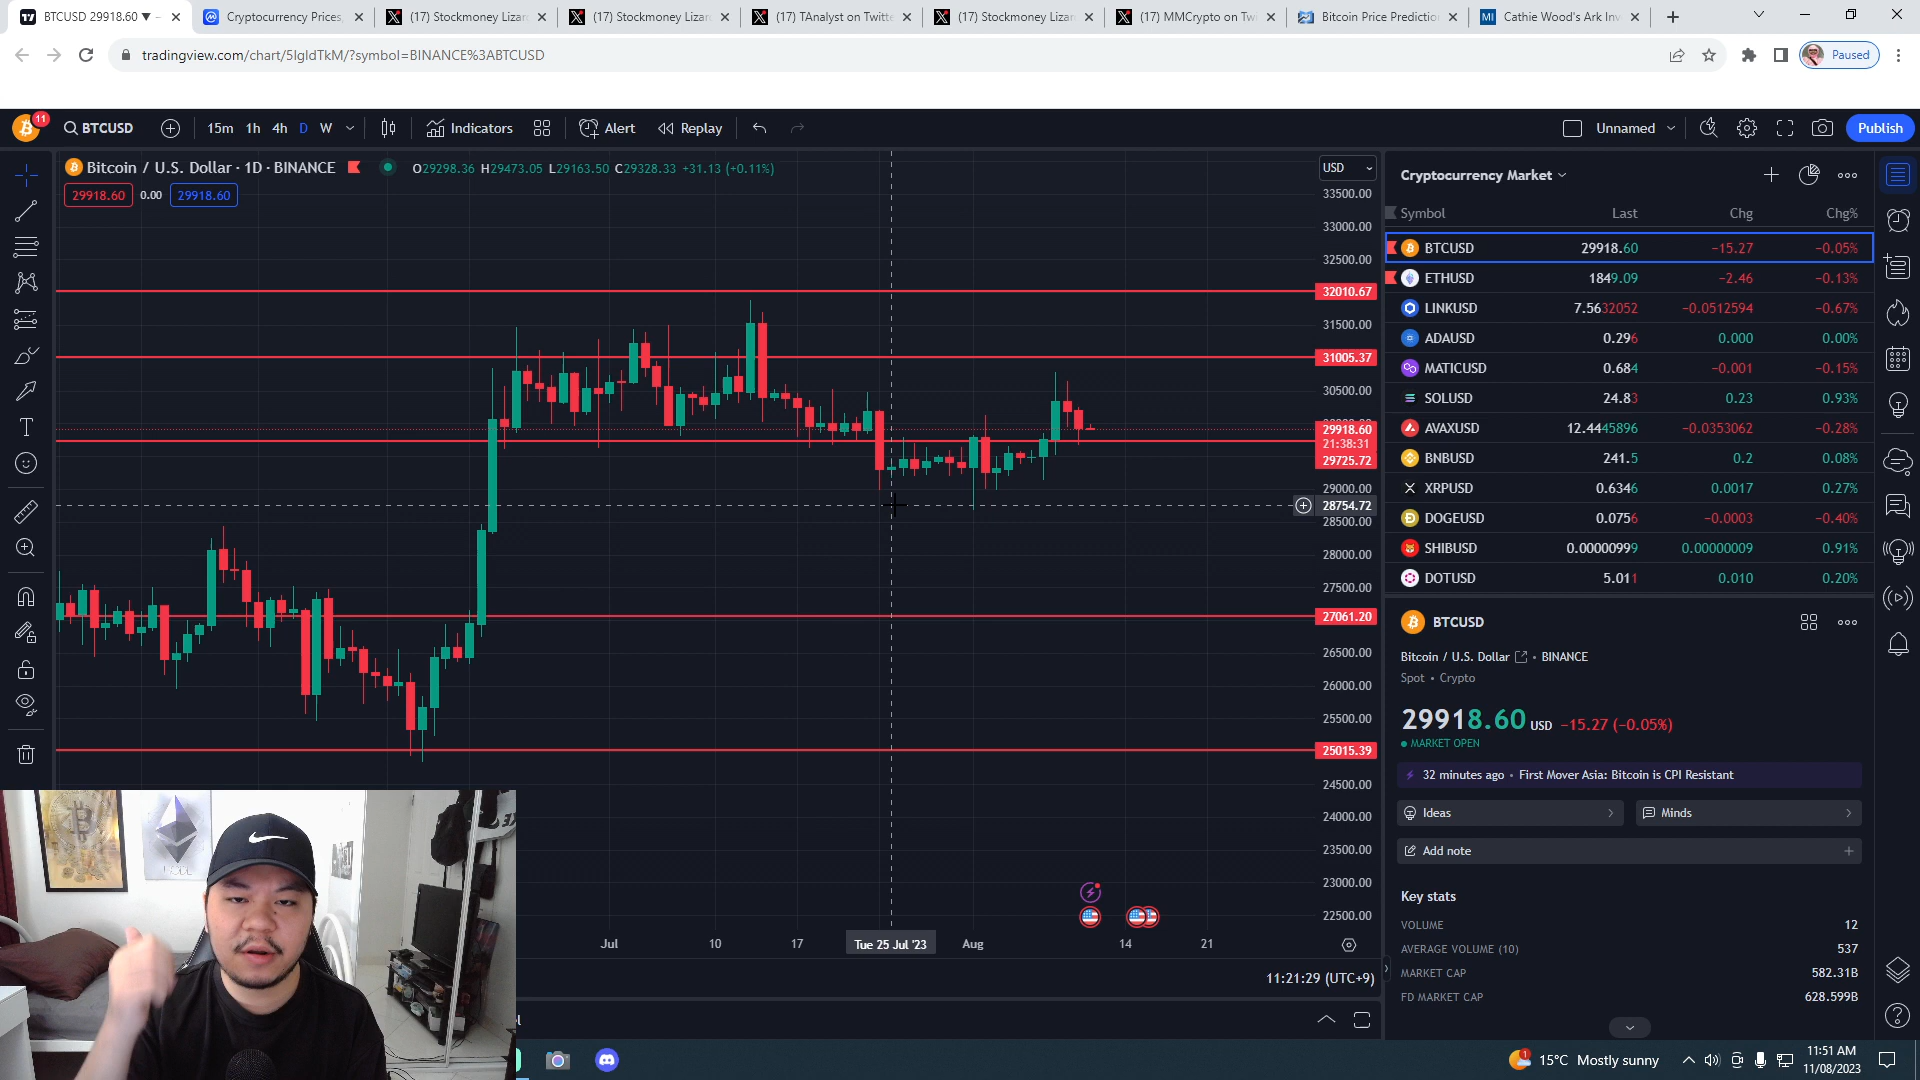 BTCUSD 29918.60 ▼
Cryptocurrency Prices,
(17) Stockmoney Lizar
(17) Stockmoney Lizar
(17) TAnalyst on Twitte
(17) Stockmoney Lizar
(17) MMCrypto on Twi
Bitcoin Price Predictio
MI Cathie Wood's Ark Inv
tradingview.com/chart/5IgIdTkM/?symbol=BINANCE%3ABTCUSD
Paused
11
BTCUSD
15m 1h 4h D W
Indicators
Alert
Replay
Unnamed
Publish
Bitcoin / U.S. Dollar · 1D · BINANCE
O29298.36 H29473.05 L29163.50 C29328.33 +31.13 (+0.11%)
29918.60 0.00 29918.60
USD
33500.00
33000.00
32500.00
32010.67
31500.00
31005.37
30500.00
29918.60
21:38:31
29725.72
29000.00
28754.72
28500.00
28000.00
27500.00
27061.20
26500.00
26000.00
25500.00
25015.39
24500.00
24000.00
23500.00
23000.00
22500.00
Jul 10 17 Tue 25 Jul '23 Aug 14 21
11:21:29 (UTC+9)
Cryptocurrency Market
Symbol Last Chg Chg%
BTCUSD 29918.60 −15.27 −0.05%
ETHUSD 1849.09 −2.46 −0.13%
LINKUSD 7.5632052 −0.0512594 −0.67%
ADAUSD 0.296 0.000 0.00%
MATICUSD 0.684 −0.001 −0.15%
SOLUSD 24.83 0.23 0.93%
AVAXUSD 12.4445896 −0.0353062 −0.28%
BNBUSD 241.5 0.2 0.08%
XRPUSD 0.6346 0.0017 0.27%
DOGEUSD 0.0756 −0.0003 −0.40%
SHIBUSD 0.0000999 0.00000009 0.91%
DOTUSD 5.011 0.010 0.20%
BTCUSD
Bitcoin / U.S. Dollar • BINANCE
Spot • Crypto
29918.60 USD −15.27 (−0.05%)
MARKET OPEN
32 minutes ago • First Mover Asia: Bitcoin is CPI Resistant
Ideas
Minds
Add note
Key stats
VOLUME 12
AVERAGE VOLUME (10) 537
MARKET CAP 582.31B
FD MARKET CAP 628.599B
1
15°C Mostly sunny
11:51 AM
11/08/2023